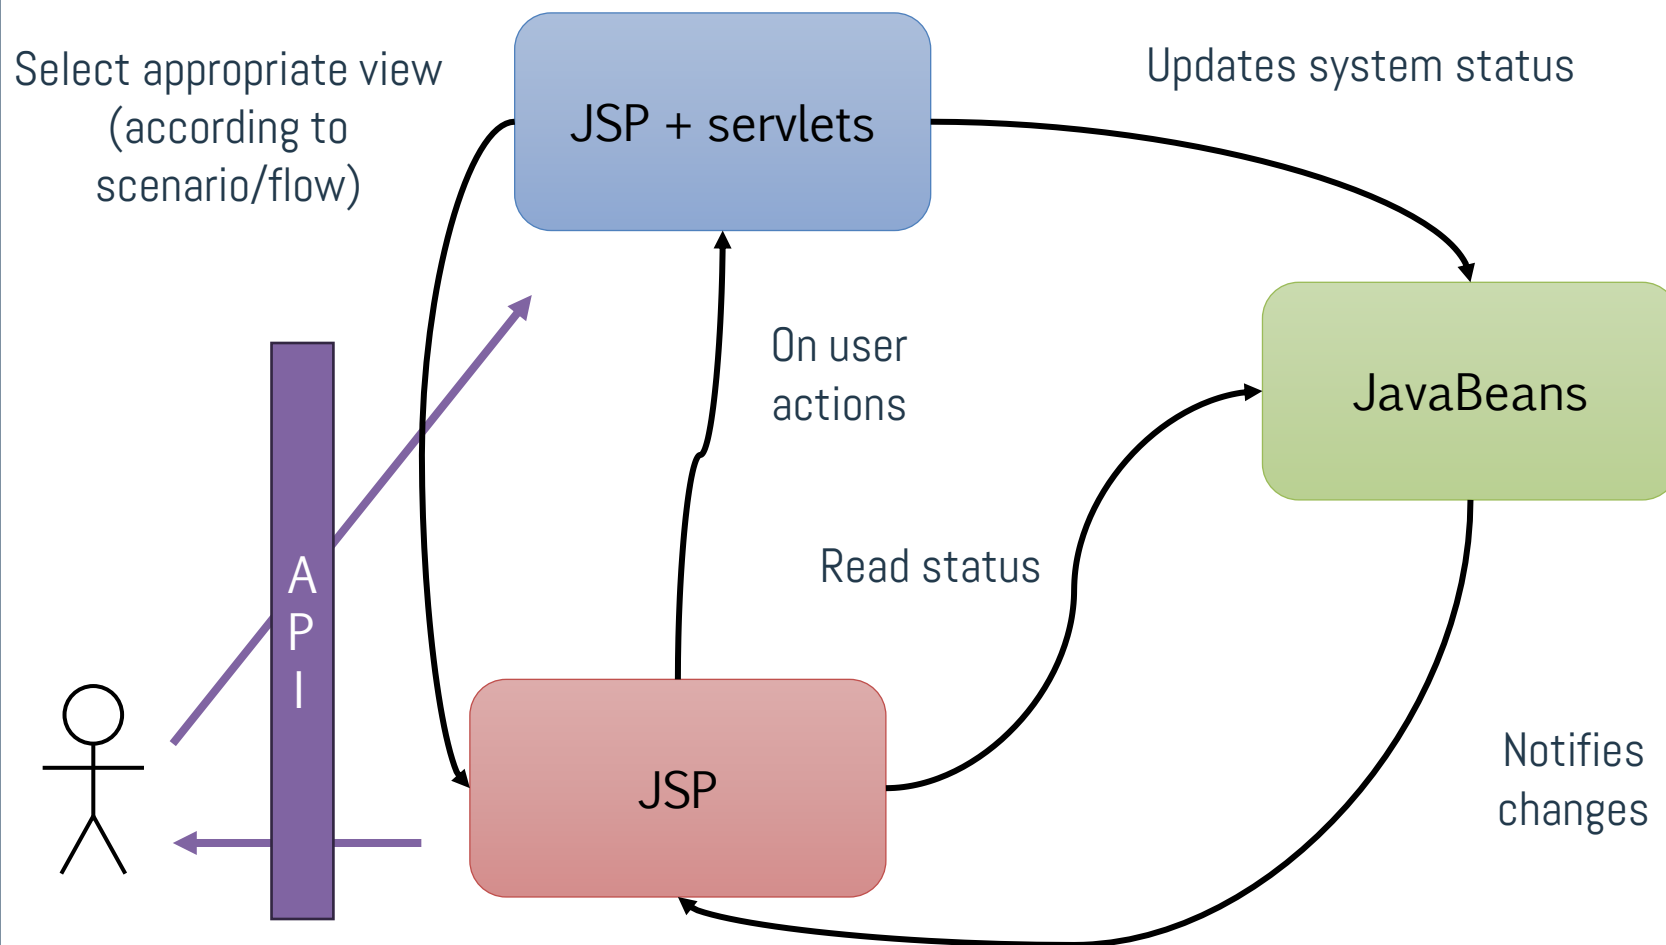 Select appropriate view
(according to
scenario/flow)
JSP + servlets
Updates system status
On user
actions
JavaBeans
Read status
A
P
I
JSP
Notifies
changes